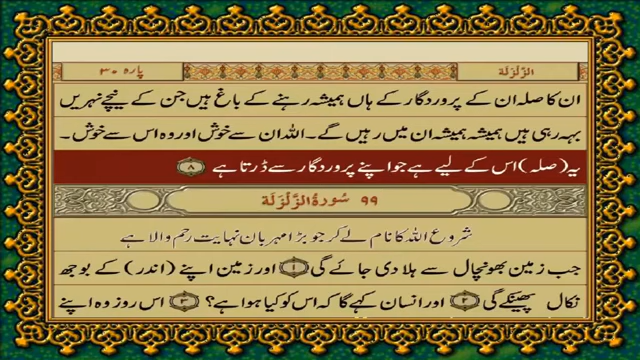 الزلزلة پارہ ۳۰
ان کا صلہ ان کے پروردگار کے ہاں ہمیشہ رہنے کے باغ ہیں جن کے نیچے نہریں
بہہ رہی ہیں ہمیشہ ہمیشہ ان میں رہیں گے۔ اللہ ان سے خوش اور وہ اس سے خوش۔
یہ (صلہ) اس کے لیے ہے جو اپنے پروردگار سے ڈرتا ہے ۸
۹۹ سُورَةُ الزَّلْزَلَة
شروع اللہ کا نام لے کر جو بڑا مہربان نہایت رحم والا ہے
جب زمین بھونچال سے ہلا دی جائے گی ۱ اور زمین اپنے (اندر) کے بوجھ
نکال پھینکے گی ۲ اور انسان کہے گا کہ اس کو کیا ہوا ہے؟ ۳ اس روز وہ اپنے